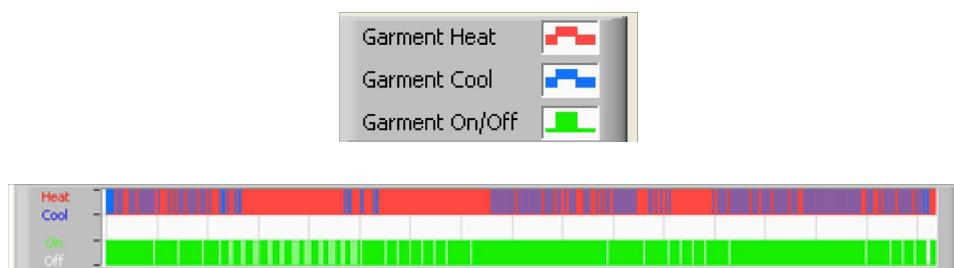 Garment Heat
Garment Cool
Garment On/Off
Heat
Cool
On
Off